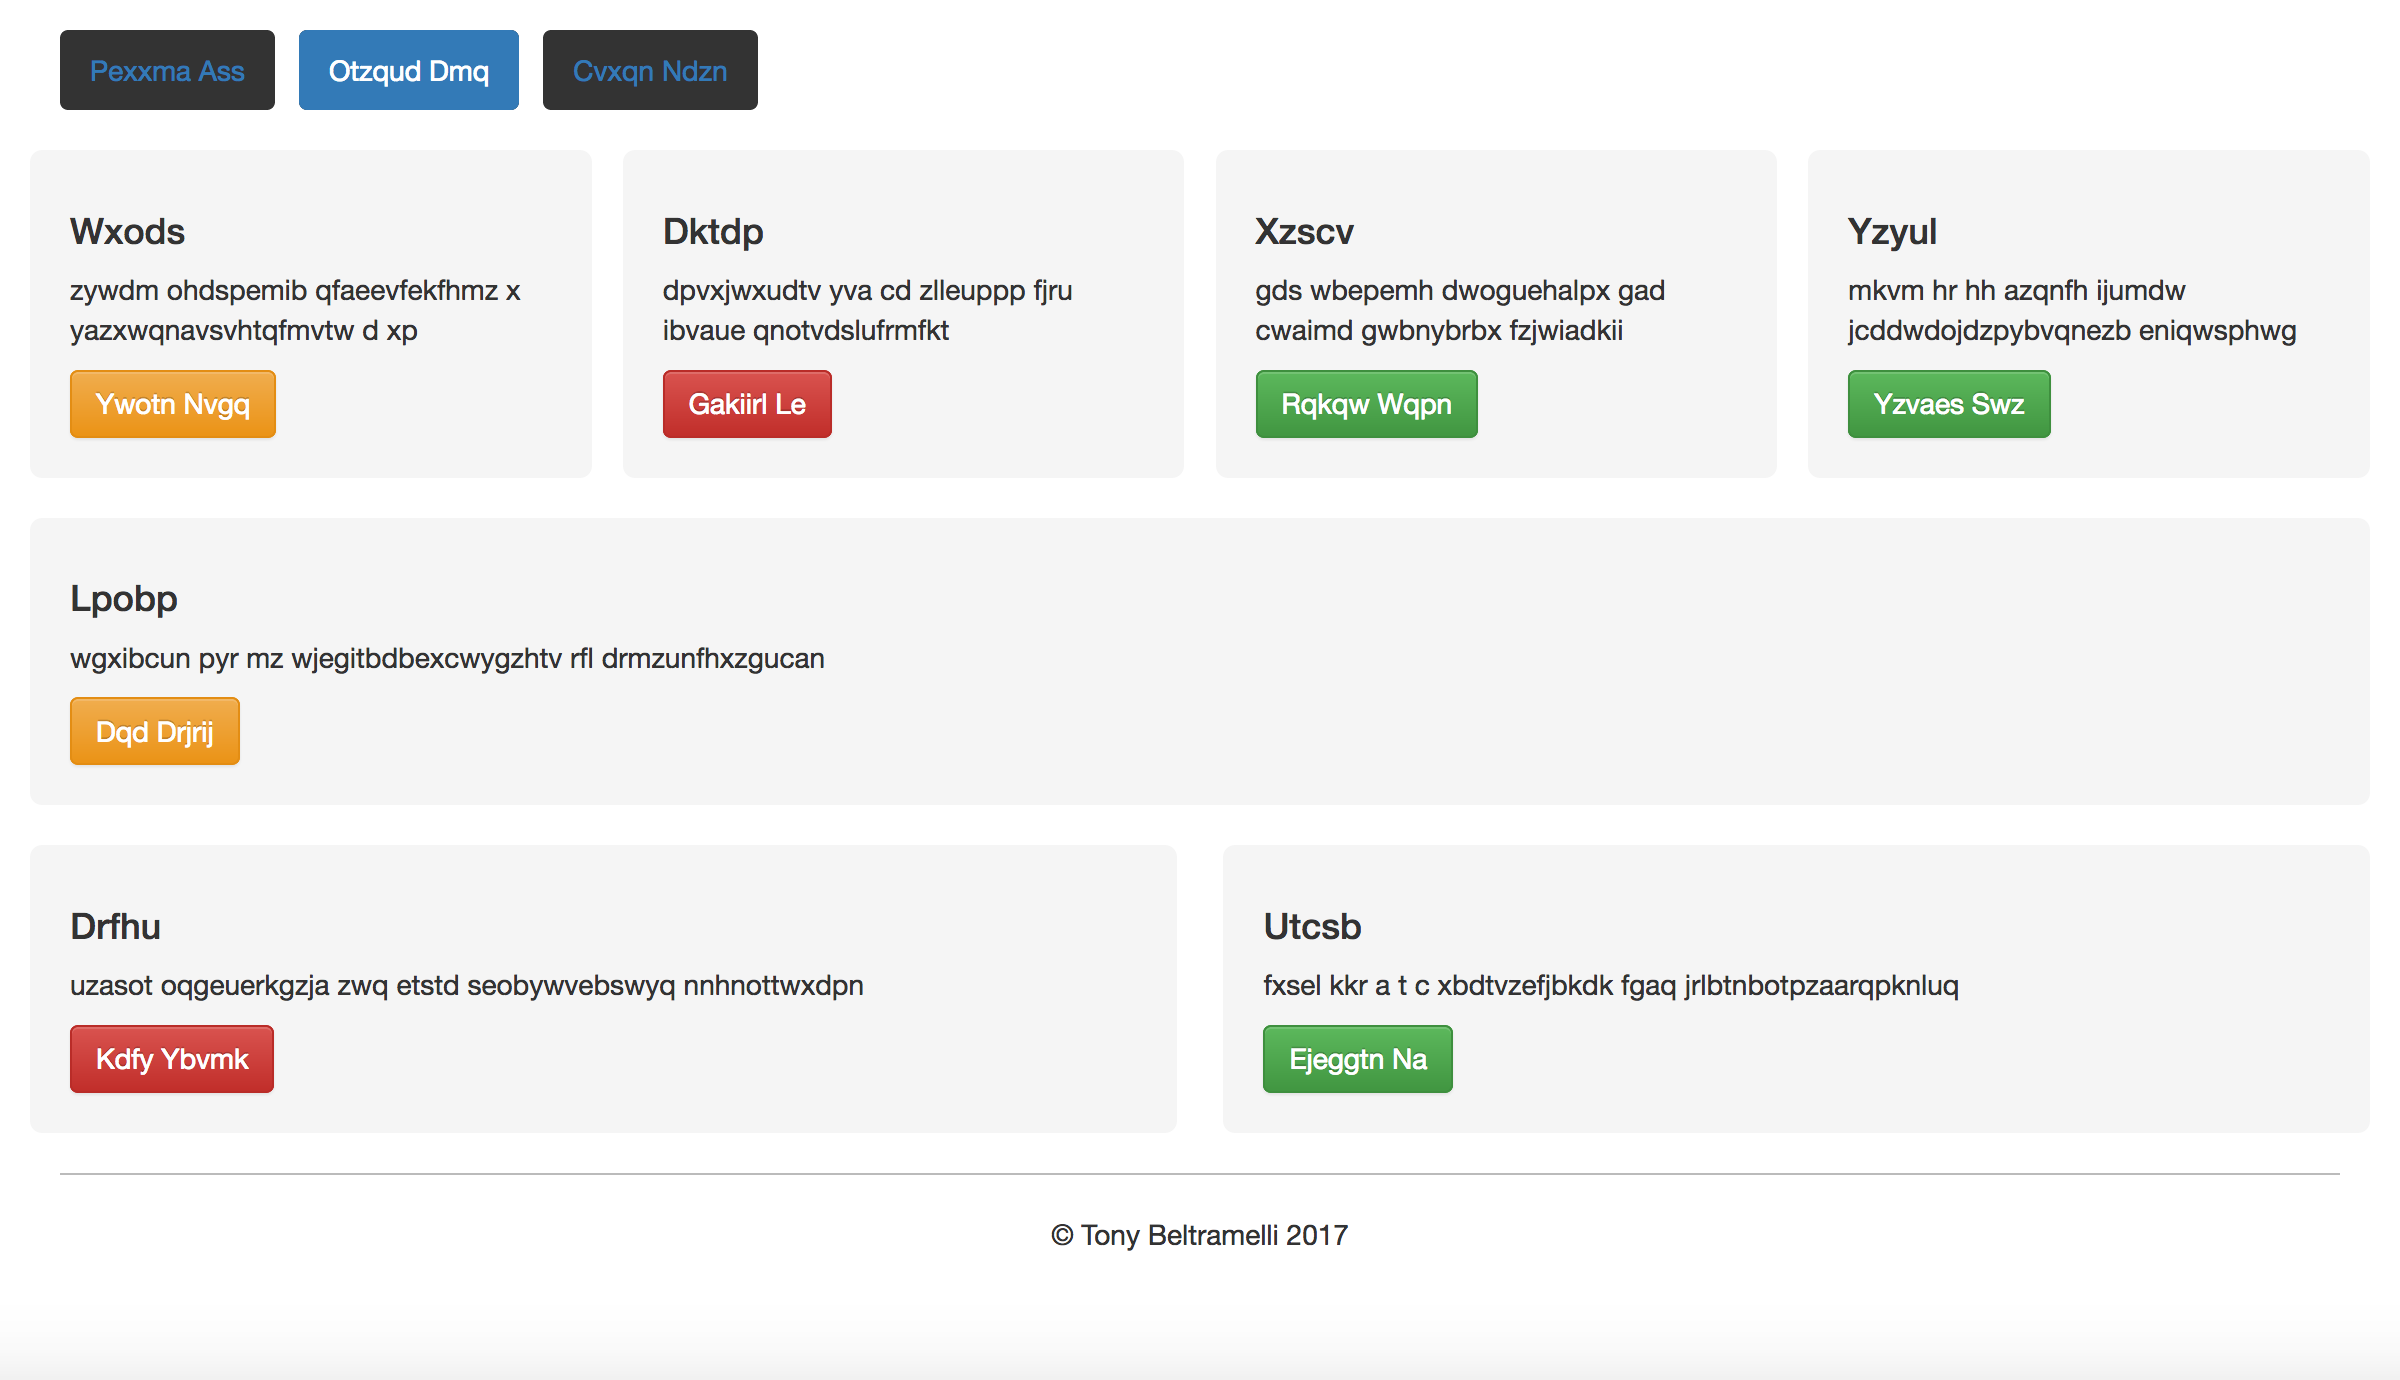 Pexxma Ass
Otzqud Dmq
Cvxqn Ndzn
Wxods
zywdm ohdspemib qfaeevfekfhmz x
yazxwqnavsvhtqfmvtw d xp
Ywotn Nvgq
Dktdp
dpvxjwxudtv yva cd zlleuppp fjru
ibvaue qnotvdslufrmfkt
Gakiirl Le
Xzscv
gds wbepemh dwoguehalpx gad
cwaimd gwbnybrbx fzjwiadkii
Rqkqw Wqpn
Yzyul
mkvm hr hh azqnfh ijumdw
jcddwdojdzpybvqnezb eniqwsphwg
Yzvaes Swz
Lpobp
wgxibcun pyr mz wjegitbdbexcwygzhtv rfl drmzunfhxzgucan
Dqd Drjrij
Drfhu
uzasot oqgeuerkgzja zwq etstd seobywvebswyq nnhnottwxdpn
Kdfy Ybvmk
Utcsb
fxsel kkr a t c xbdtvzefjbkdk fgaq jrlbtnbotpzaarqpknluq
Ejeggtn Na
© Tony Beltramelli 2017